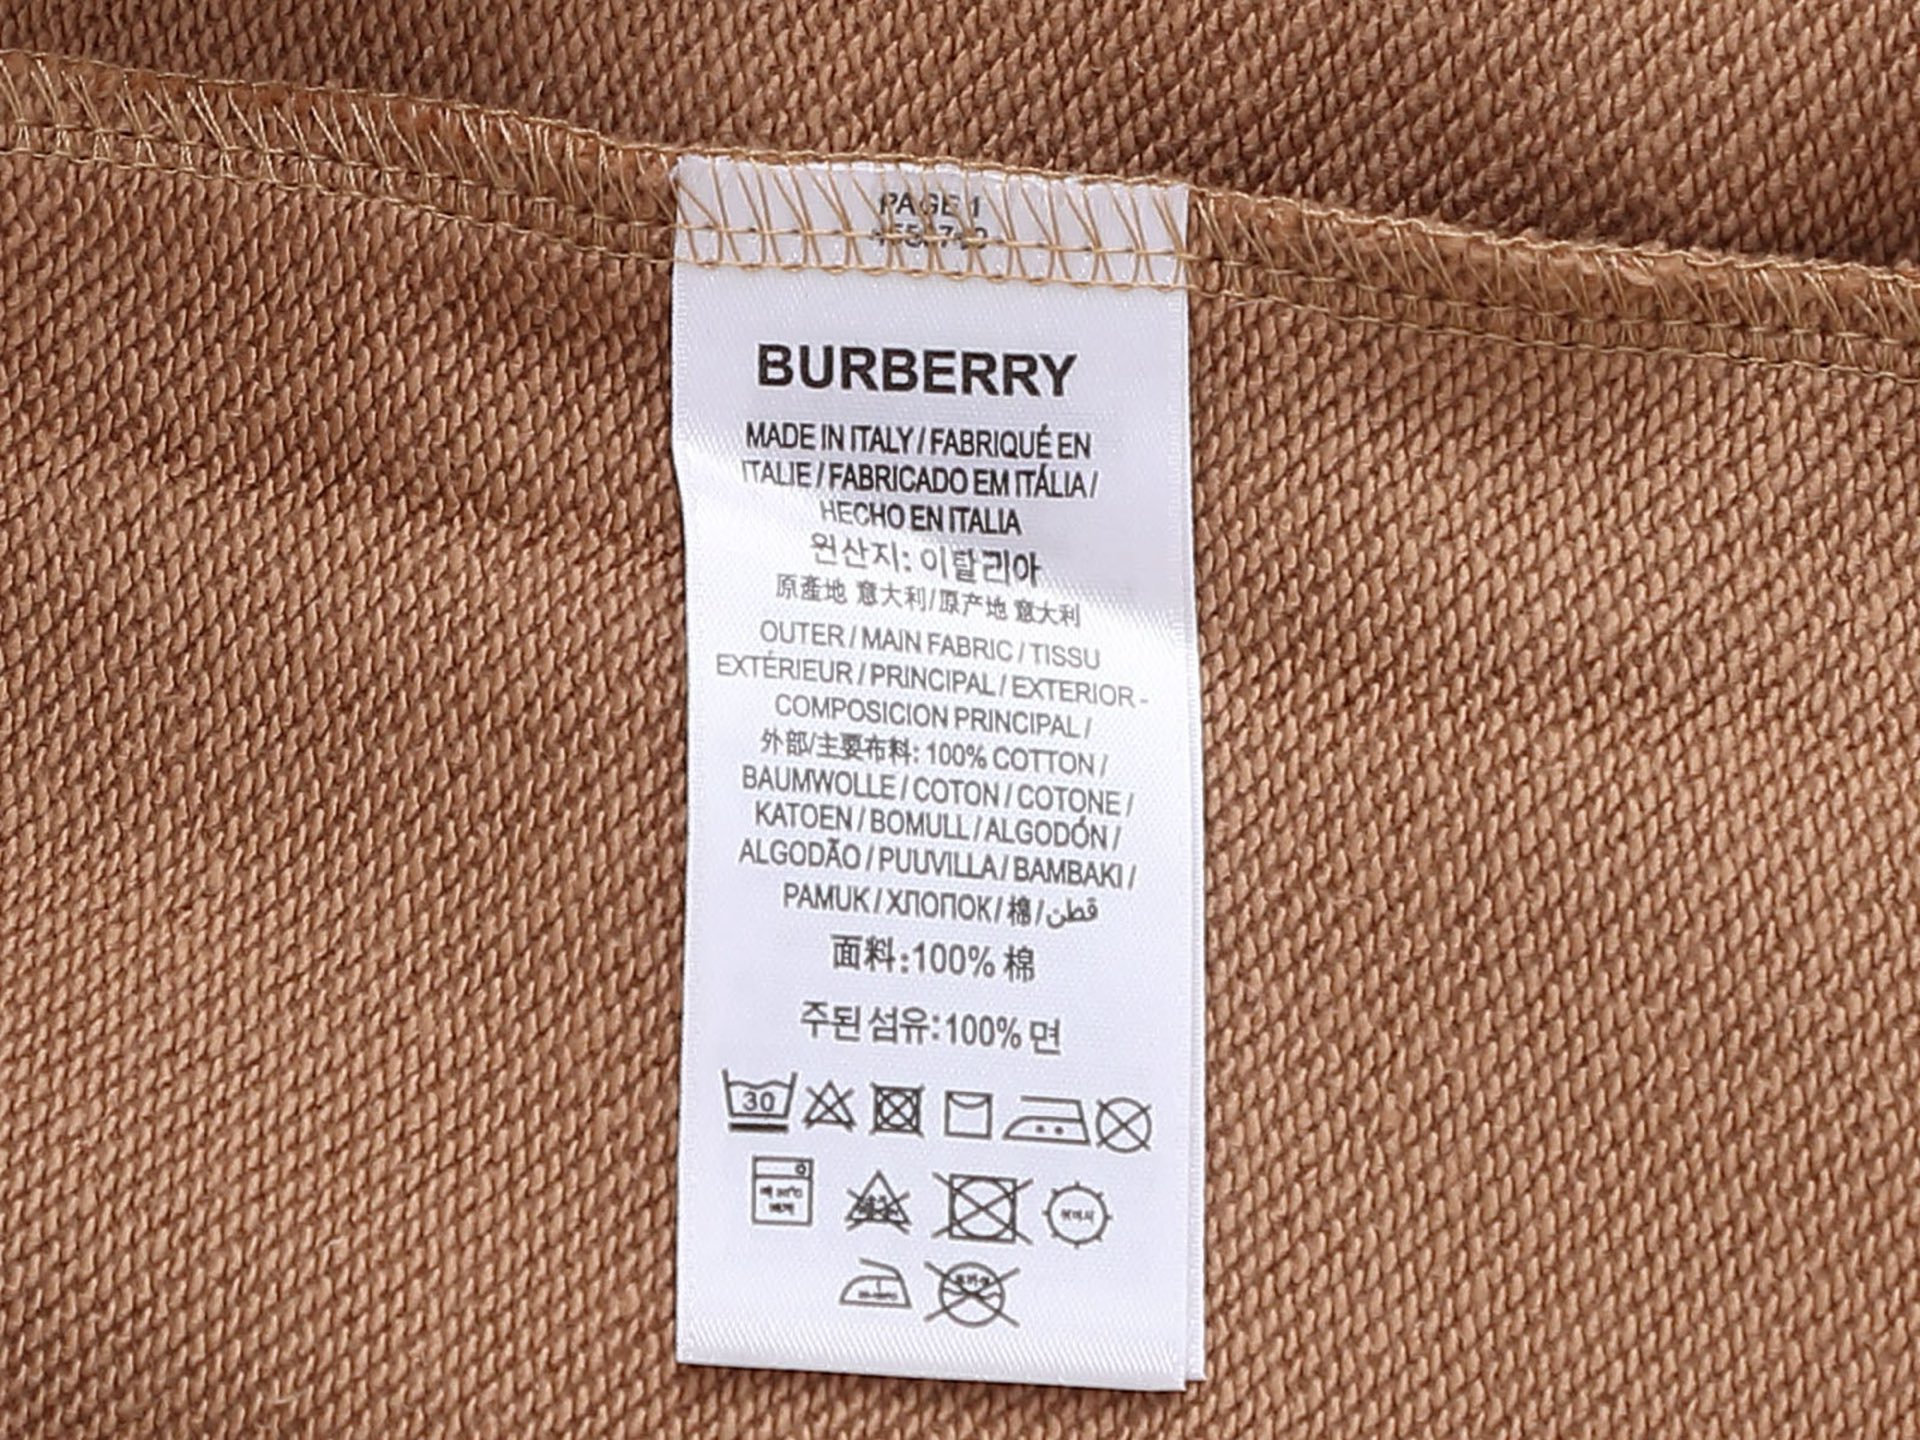 PAGE 1
BURBERRY
MADE IN ITALY / FABRIQUÉ EN
ITALIE / FABRICADO EM ITÁLIA /
HECHO EN ITALIA
원산지: 이탈리아
原產地 意大利/原产地 意大利
OUTER / MAIN FABRIC / TISSU
EXTÉRIEUR / PRINCIPAL / EXTERIOR -
COMPOSICION PRINCIPAL /
外部/主要布料: 100% COTTON /
BAUMWOLLE / COTON / COTONE /
KATOEN / BOMULL / ALGODÓN /
ALGODÃO / PUUVILLA / BAMBAKI /
PAMUK / ХЛОПОК / 棉 / قطن
面料:100% 棉
주된 섬유:100% 면
30